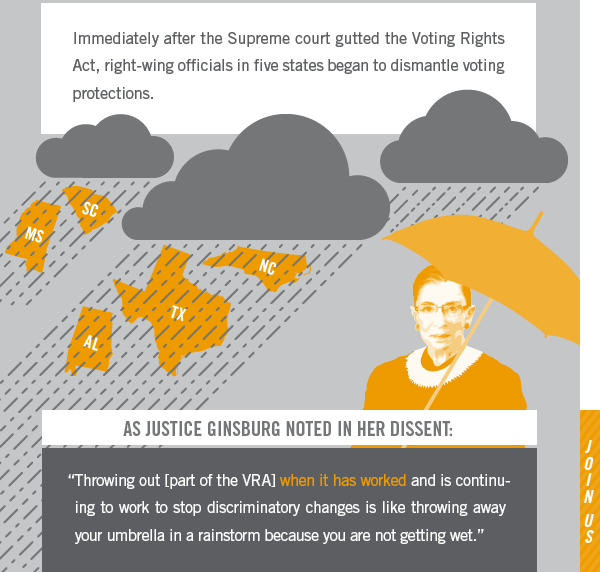 Immediately after the Supreme court gutted the Voting Rights
Act, right-wing officials in five states began to dismantle voting
protections.
SC
MS
NC
TX
AL
AS JUSTICE GINSBURG NOTED IN HER DISSENT:
“Throwing out [part of the VRA] when it has worked and is continu-
ing to work to stop discriminatory changes is like throwing away
your umbrella in a rainstorm because you are not getting wet.”
JOIN US